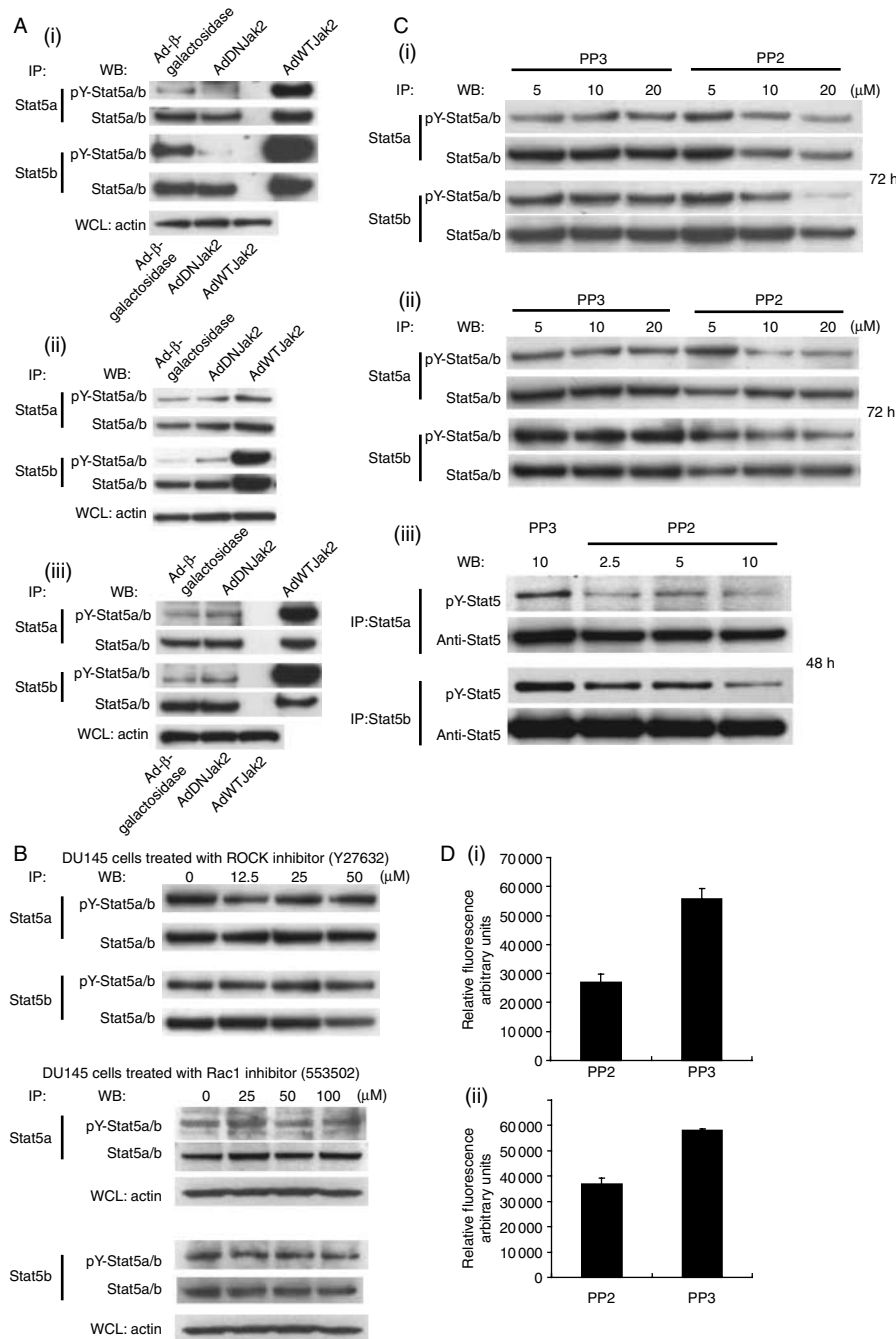 A
(i)
Ad-β-
galactosidase
AdDNJak2
AdWTJak2
IP:
WB:
Stat5a
pY-Stat5a/b
Stat5a/b
Stat5b
pY-Stat5a/b
Stat5a/b
WCL: actin
Ad-β-
galactosidase
AdDNJak2
AdWTJak2
(ii)
Ad-β-
galactosidase
AdDNJak2
AdWTJak2
IP:
WB:
Stat5a
pY-Stat5a/b
Stat5a/b
Stat5b
pY-Stat5a/b
Stat5a/b
WCL: actin
(iii)
Ad-β-
galactosidase
AdDNJak2
AdWTJak2
IP:
WB:
Stat5a
pY-Stat5a/b
Stat5a/b
Stat5b
pY-Stat5a/b
Stat5a/b
WCL: actin
Ad-β-
galactosidase
AdDNJak2
AdWTJak2
B
DU145 cells treated with ROCK inhibitor (Y27632)
IP: WB: 0 12.5 25 50 (μM)
Stat5a
pY-Stat5a/b
Stat5a/b
Stat5b
pY-Stat5a/b
Stat5a/b
DU145 cells treated with Rac1 inhibitor (553502)
IP: WB: 0 25 50 100 (μM)
Stat5a
pY-Stat5a/b
Stat5a/b
WCL: actin
Stat5b
pY-Stat5a/b
Stat5a/b
WCL: actin
C
(i)
PP3 PP2
IP: WB: 5 10 20 5 10 20 (μM)
Stat5a
pY-Stat5a/b
Stat5a/b
72 h
Stat5b
pY-Stat5a/b
Stat5a/b
(ii)
PP3 PP2
IP: WB: 5 10 20 5 10 20 (μM)
Stat5a
pY-Stat5a/b
Stat5a/b
72 h
Stat5b
pY-Stat5a/b
Stat5a/b
(iii)
PP3 PP2
WB: 10 2.5 5 10
IP:Stat5a
pY-Stat5
Anti-Stat5
48 h
IP:Stat5b
pY-Stat5
Anti-Stat5
D
(i)
Relative fluorescence
arbitrary units
70 000
60 000
50 000
40 000
30 000
20 000
10 000
0
PP2 PP3
(ii)
Relative fluorescence
arbitrary units
70 000
60 000
50 000
40 000
30 000
20 000
10 000
0
PP2 PP3